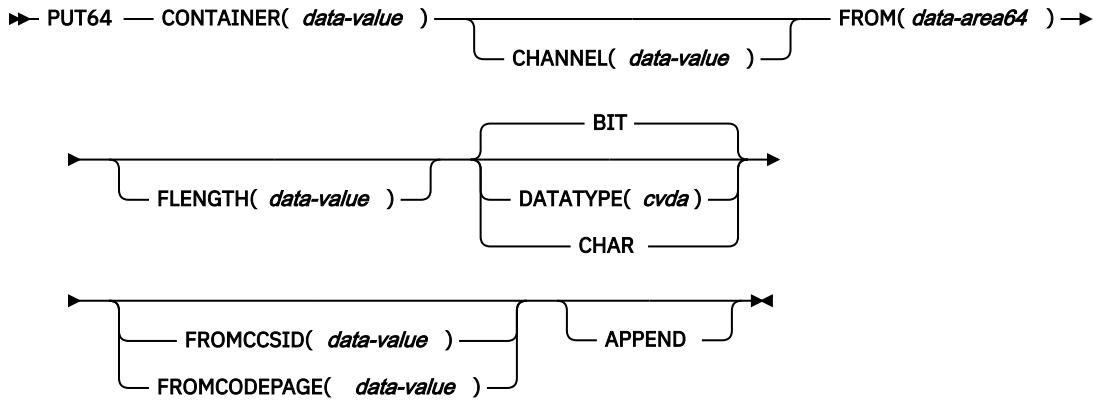 PUT64 CONTAINER( data-value ) FROM( data-area64 )
CHANNEL( data-value )
BIT
FLENGTH( data-value ) DATATYPE( cvda )
CHAR
FROMCCSID( data-value ) APPEND
FROMCODEPAGE( data-value )